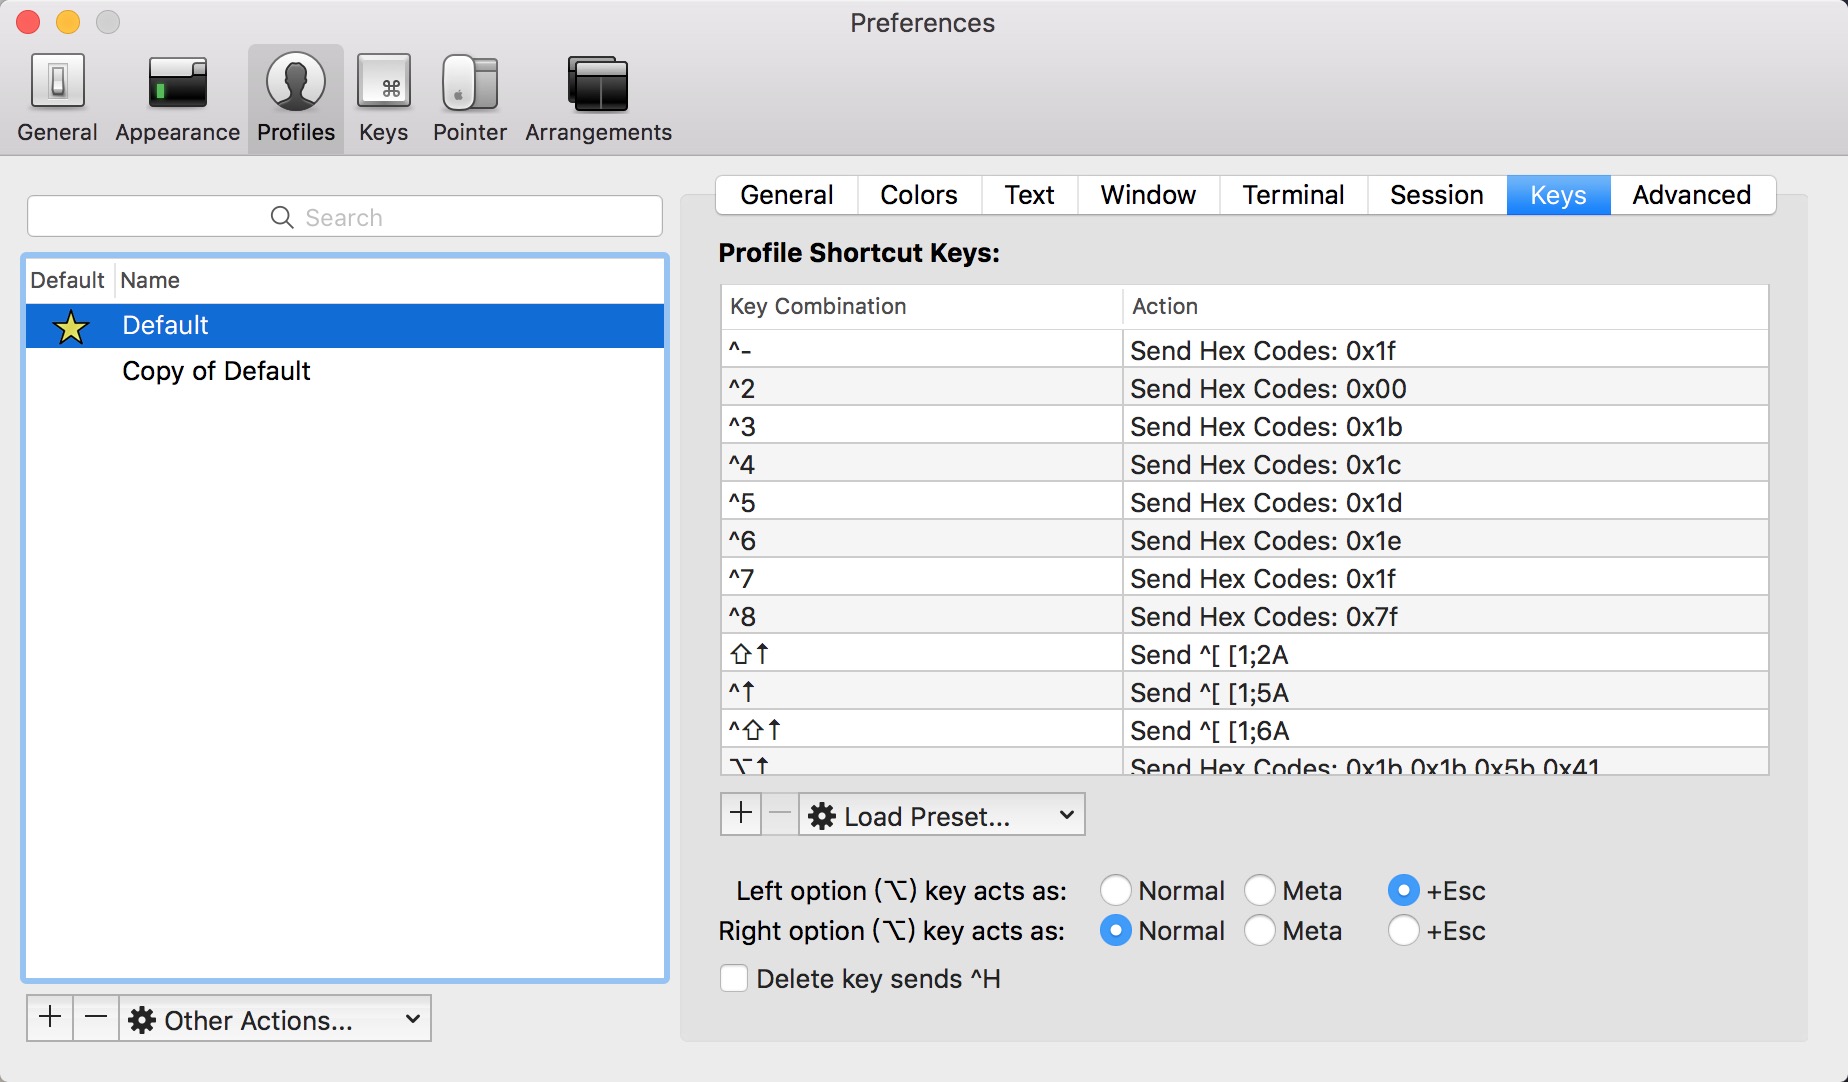 Preferences
General Appearance Profiles Keys Pointer Arrangements
Search
Default Name
Default
Copy of Default
Other Actions...
General Colors Text Window Terminal Session Keys Advanced
Profile Shortcut Keys:
Key Combination Action
^- Send Hex Codes: 0x1f
^2 Send Hex Codes: 0x00
^3 Send Hex Codes: 0x1b
^4 Send Hex Codes: 0x1c
^5 Send Hex Codes: 0x1d
^6 Send Hex Codes: 0x1e
^7 Send Hex Codes: 0x1f
^8 Send Hex Codes: 0x7f
⇧↑ Send ^[ [1;2A
^↑ Send ^[ [1;5A
^⇧↑ Send ^[ [1;6A
⌥↑ Send Hex Codes: 0x1b 0x1b 0x5b 0x41
Load Preset...
Left option (⌥) key acts as: Normal Meta +Esc
Right option (⌥) key acts as: Normal Meta +Esc
Delete key sends ^H